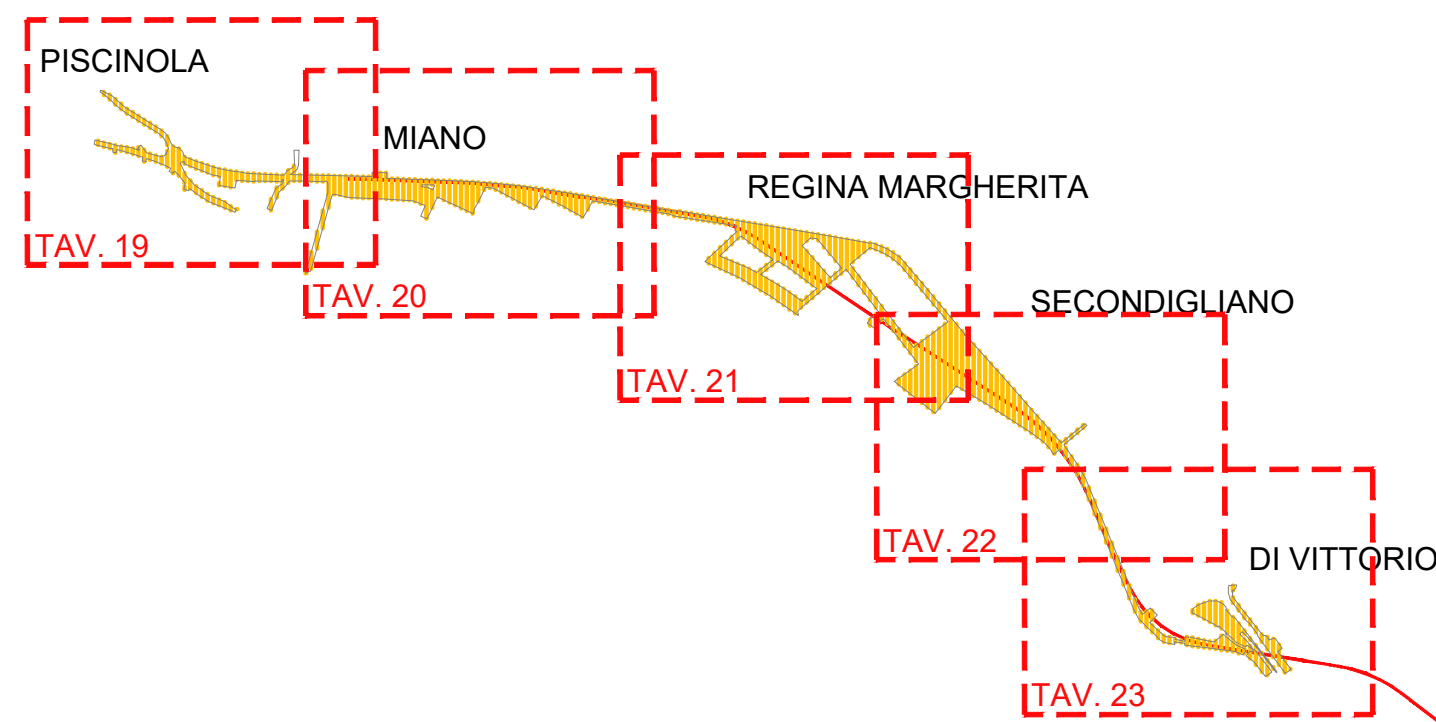 PISCINOLA
MIANO
REGINA MARGHERITA
TAV. 19
TAV. 20
SECONDIGLIANO
TAV. 21
TAV. 22
DI VITTORIO
TAV. 23